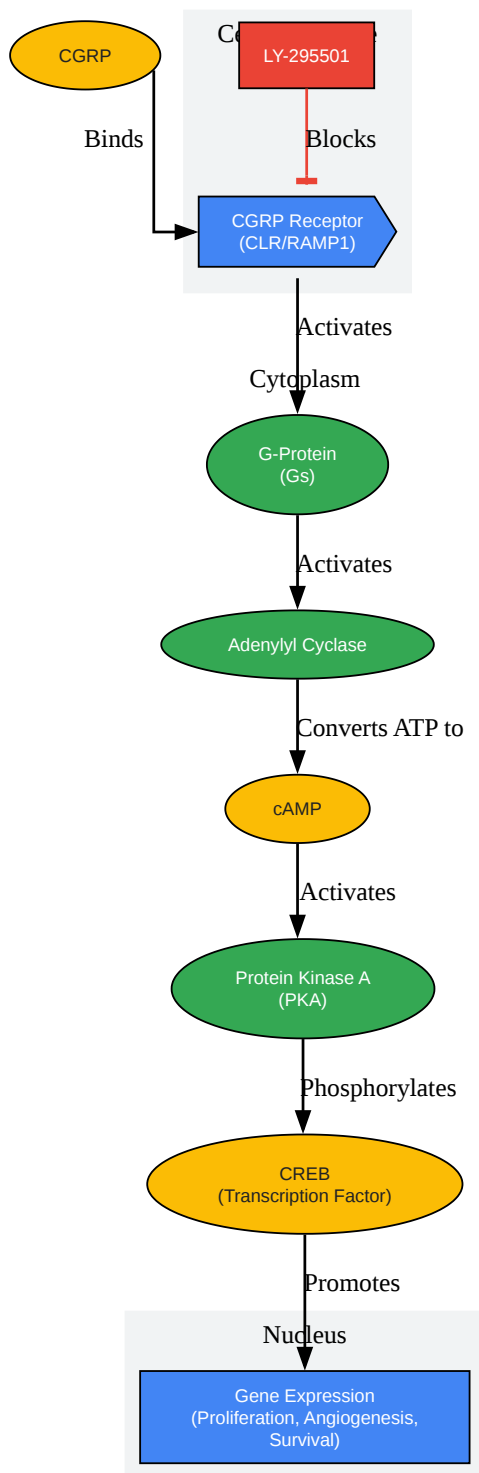 CGRP
LY-295501
Binds
Blocks
CGRP Receptor
(CLR/RAMP1)
Activates
Cytoplasm
G-Protein
(Gs)
Activates
Adenylyl Cyclase
Converts ATP to
cAMP
Activates
Protein Kinase A
(PKA)
Phosphorylates
CREB
(Transcription Factor)
Promotes
Nucleus
Gene Expression
(Proliferation, Angiogenesis,
Survival)